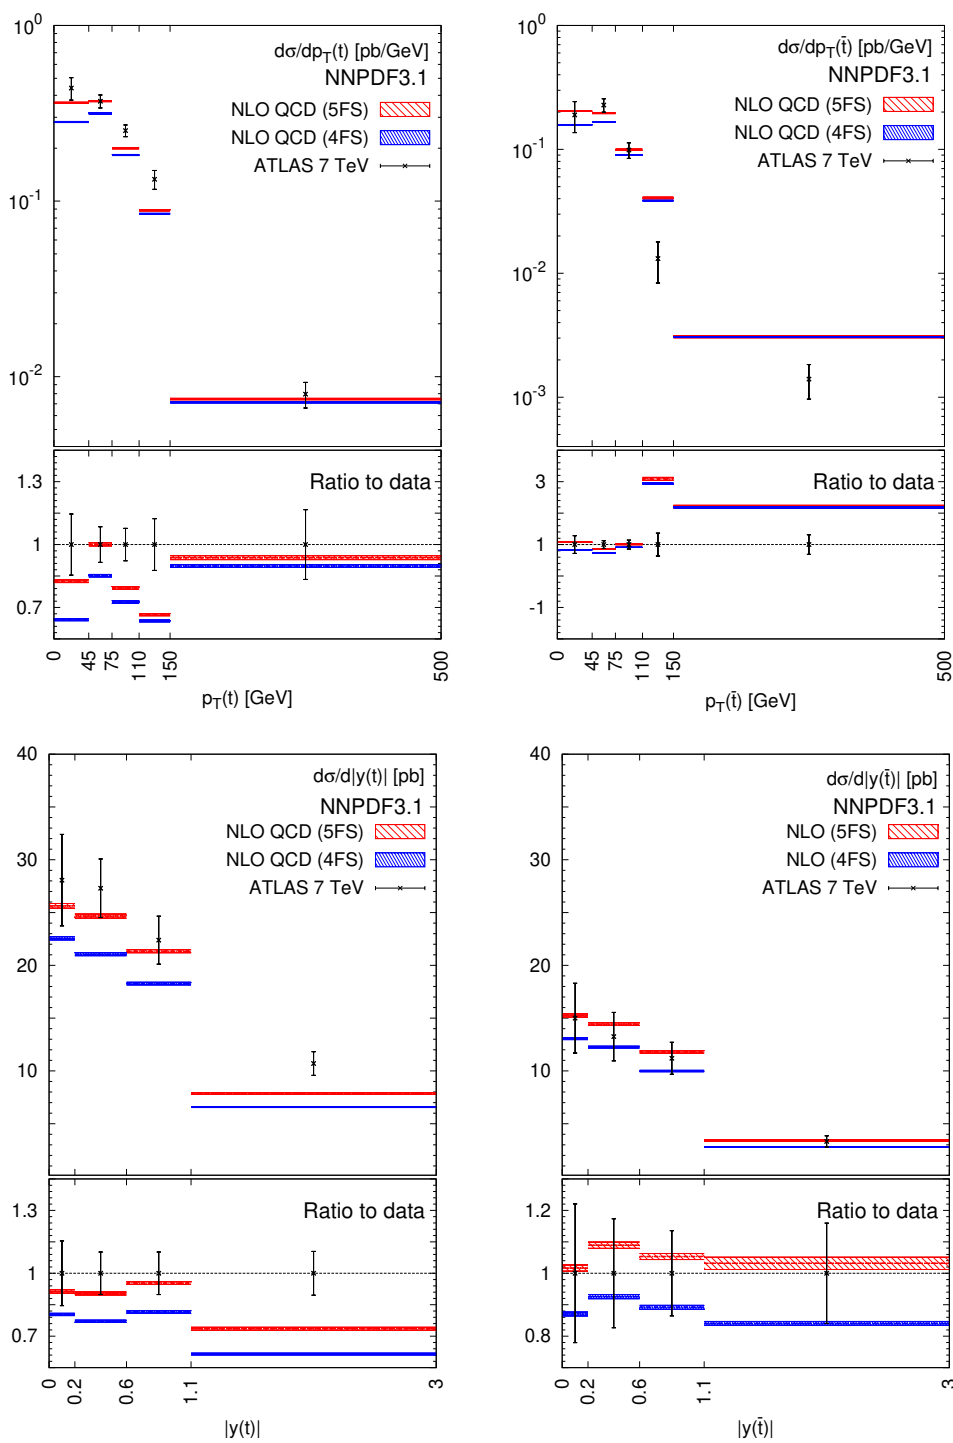 10^0
10^-1
10^-2
dσ/dp_T(t) [pb/GeV]
NNPDF3.1
NLO QCD (5FS)
NLO QCD (4FS)
ATLAS 7 TeV
1.3
1
0.7
Ratio to data
0 45 75 110 150 500
p_T(t) [GeV]
10^0
10^-1
10^-2
10^-3
dσ/dp_T(t̄) [pb/GeV]
NNPDF3.1
NLO QCD (5FS)
NLO QCD (4FS)
ATLAS 7 TeV
3
1
-1
Ratio to data
0 45 75 110 150 500
p_T(t̄) [GeV]
40
30
20
10
dσ/d|y(t)| [pb]
NNPDF3.1
NLO QCD (5FS)
NLO QCD (4FS)
ATLAS 7 TeV
1.3
1
0.7
Ratio to data
0 0.2 0.6 1.1 3
|y(t)|
40
30
20
10
dσ/d|y(t̄)| [pb]
NNPDF3.1
NLO (5FS)
NLO (4FS)
ATLAS 7 TeV
1.2
1
0.8
Ratio to data
0 0.2 0.6 1.1 3
|y(t̄)|